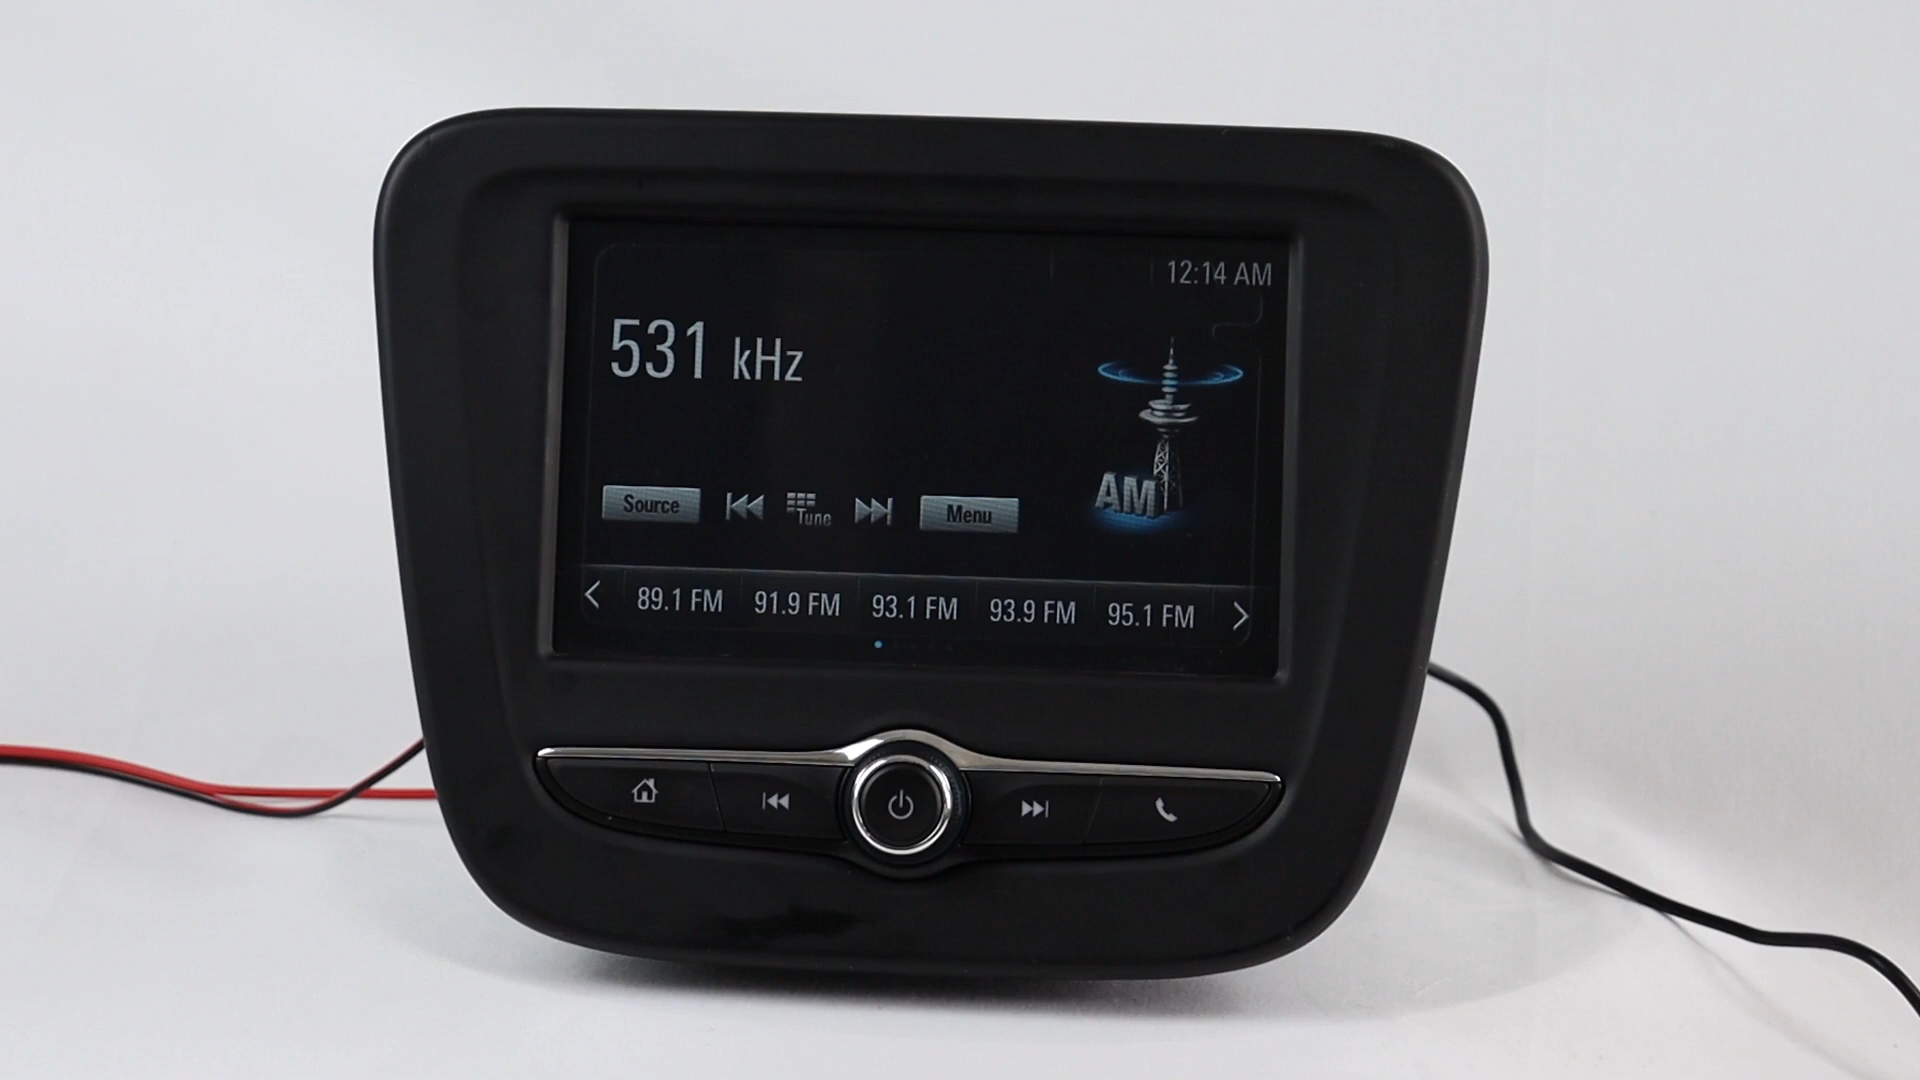 12:14 AM
531 kHz
AM
Source Tune Menu
89.1 FM 91.9 FM 93.1 FM 93.9 FM 95.1 FM